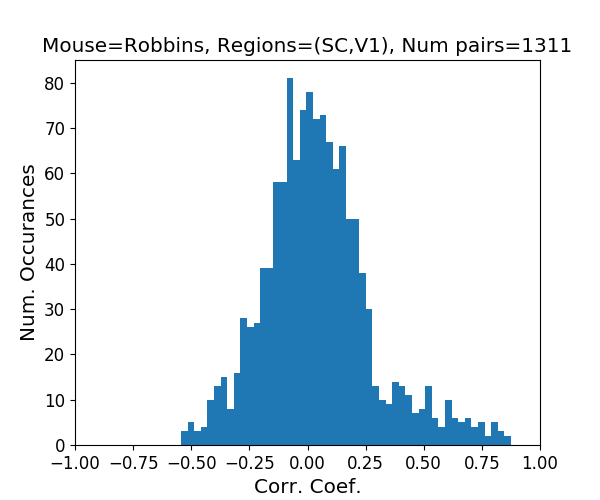 Mouse=Robbins, Regions=(SC,V1), Num pairs=1311
80
70
60
50
40
30
20
10
0
Num. Occurances
−1.00 −0.75 −0.50 −0.25 0.00 0.25 0.50 0.75 1.00
Corr. Coef.